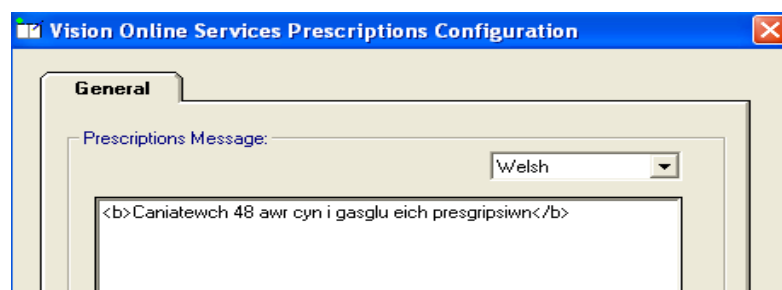 Vision Online Services Prescriptions Configuration
General
Prescriptions Message:
Welsh
<b>Caniatewch 48 awr cyn i gasglu eich presgripsiwn</b>